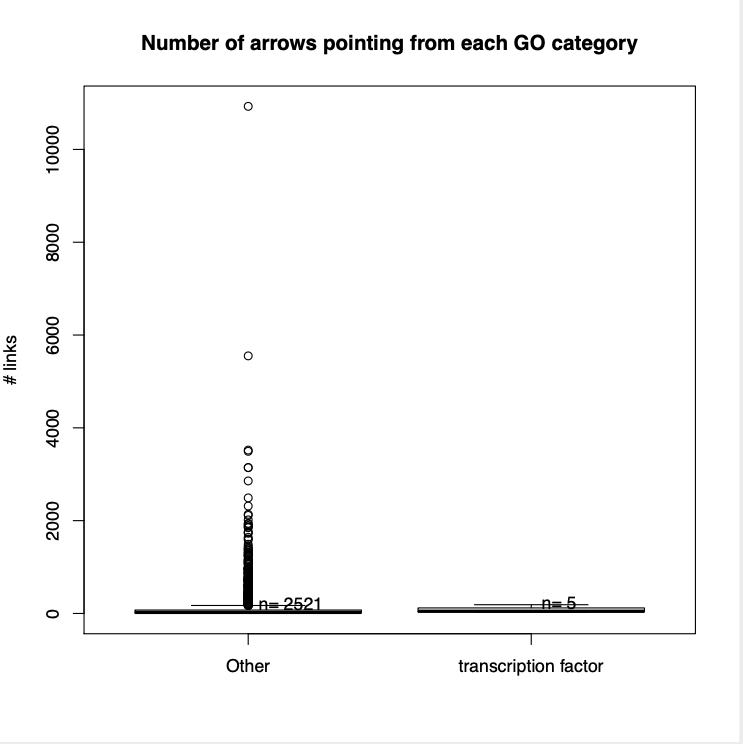 Number of arrows pointing from each GO category
# links
10000
8000
6000
4000
2000
0
n= 2521
n= 5
Other
transcription factor